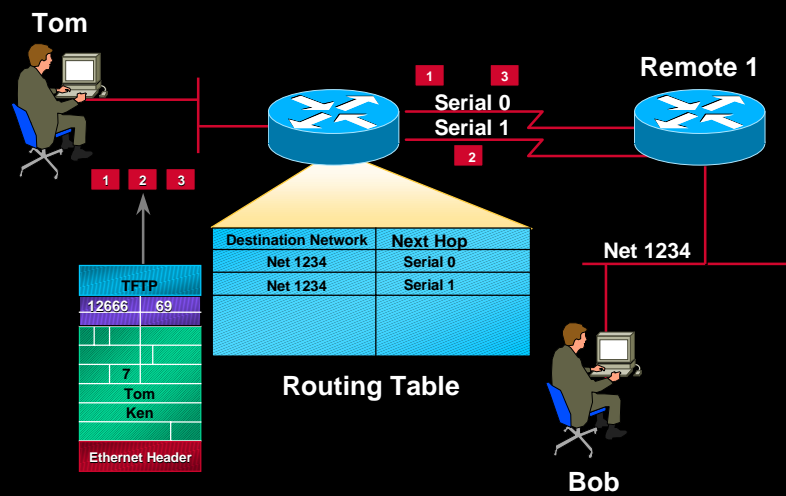 Tom
Remote 1
1 3
Serial 0
Serial 1
2
1 2 3
Destination Network Next Hop
Net 1234 Serial 0
Net 1234 Serial 1
Routing Table
TFTP
12666 69
7
Tom
Ken
Ethernet Header
Net 1234
Bob